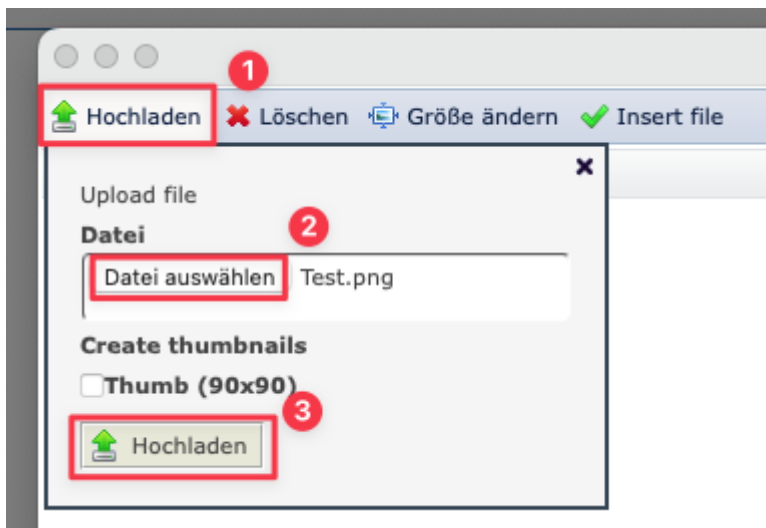 1
Hochladen Löschen Größe ändern Insert file
Upload file
2
Datei
Datei auswählen Test.png
Create thumbnails
Thumb (90x90)
3
Hochladen